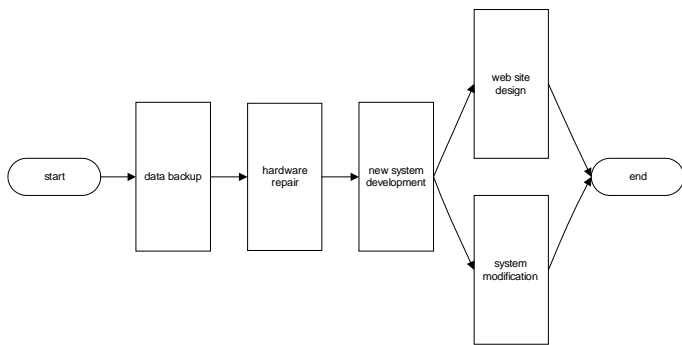 start
data backup
hardware
repair
new system
development
web site
design
system
modification
end